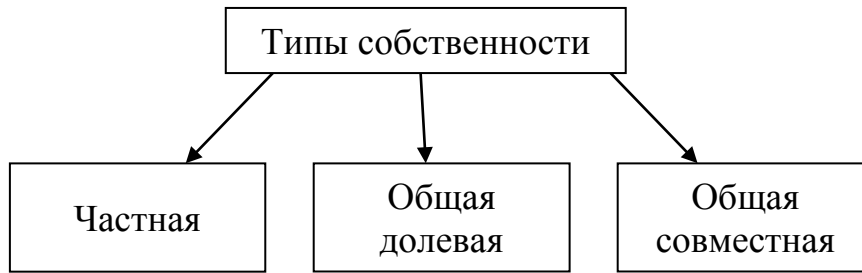 Типы собственности
Частная
Общая
долевая
Общая
совместная